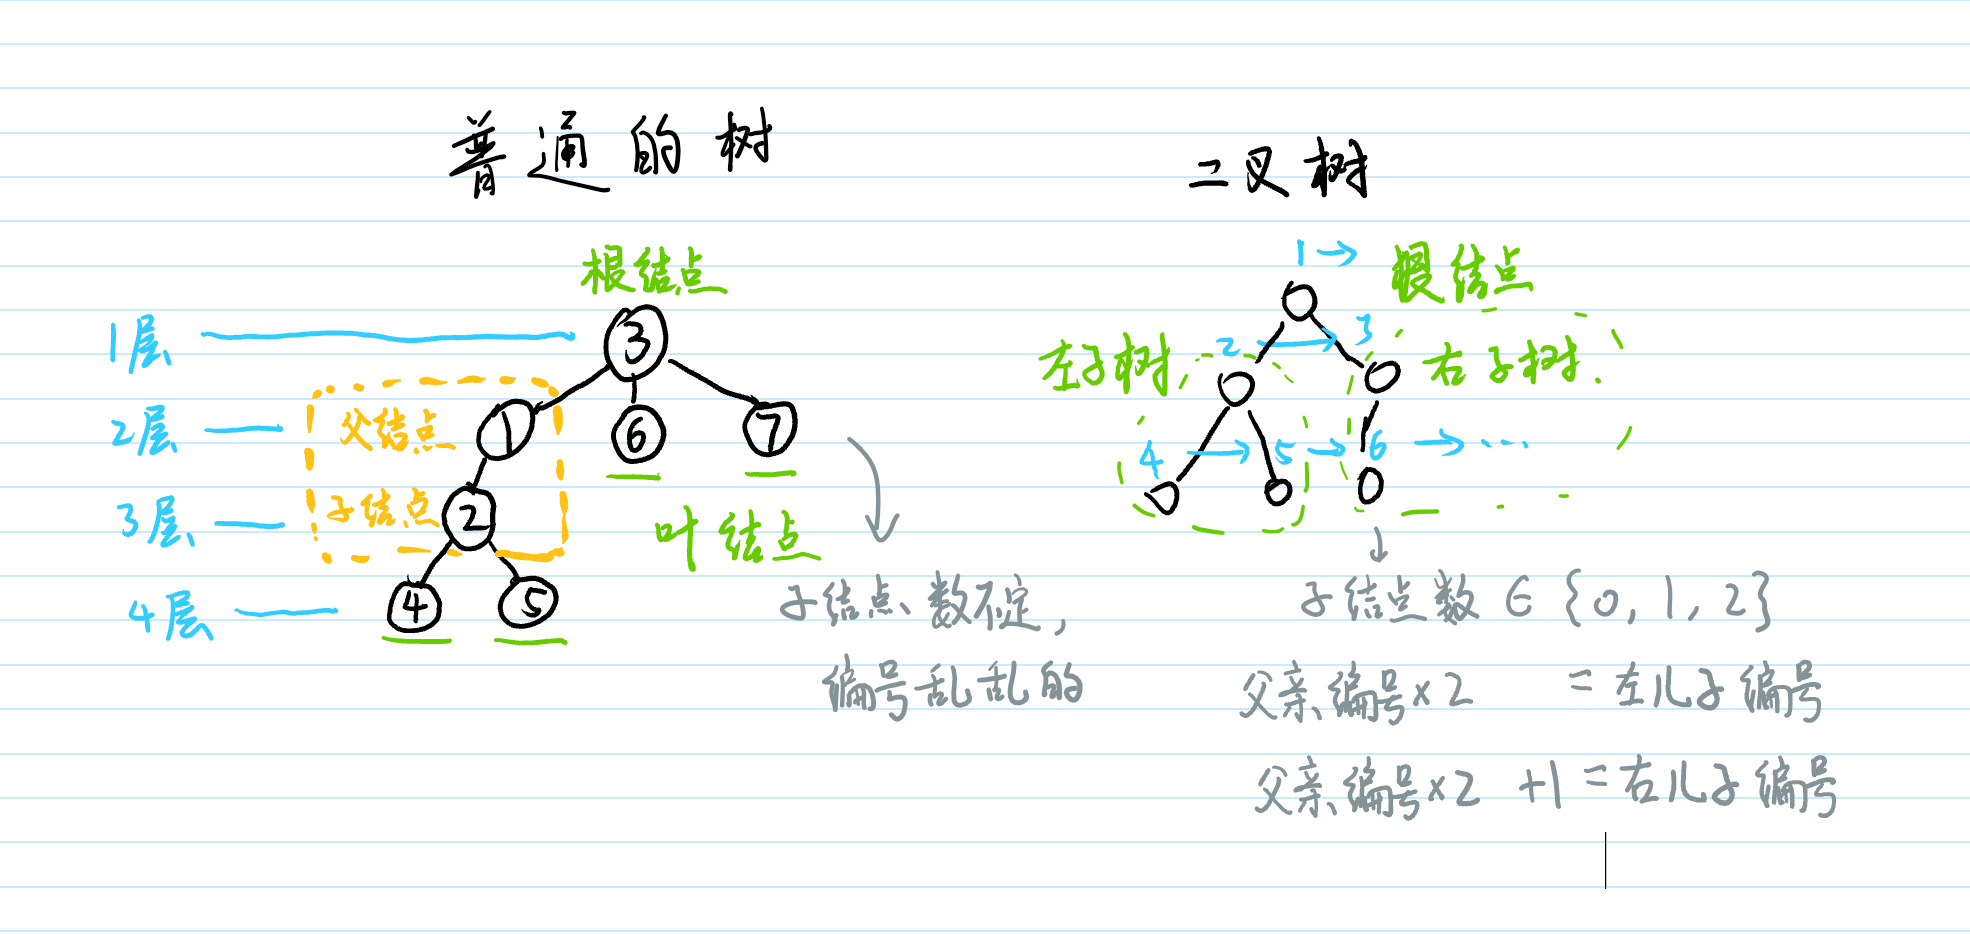 普通的树
二叉树
根结点
1层
3
2层
父结点
1
6
7
3层
子结点
2
叶结点
4层
4
5
子结点数不定,
编号乱乱的
1→
根结点
左子树
2 → 3
右子树
4 → 5 → 6 → ……
子结点数 ∈ {0, 1, 2}
父亲编号×2 = 左儿子编号
父亲编号×2 +1 = 右儿子编号